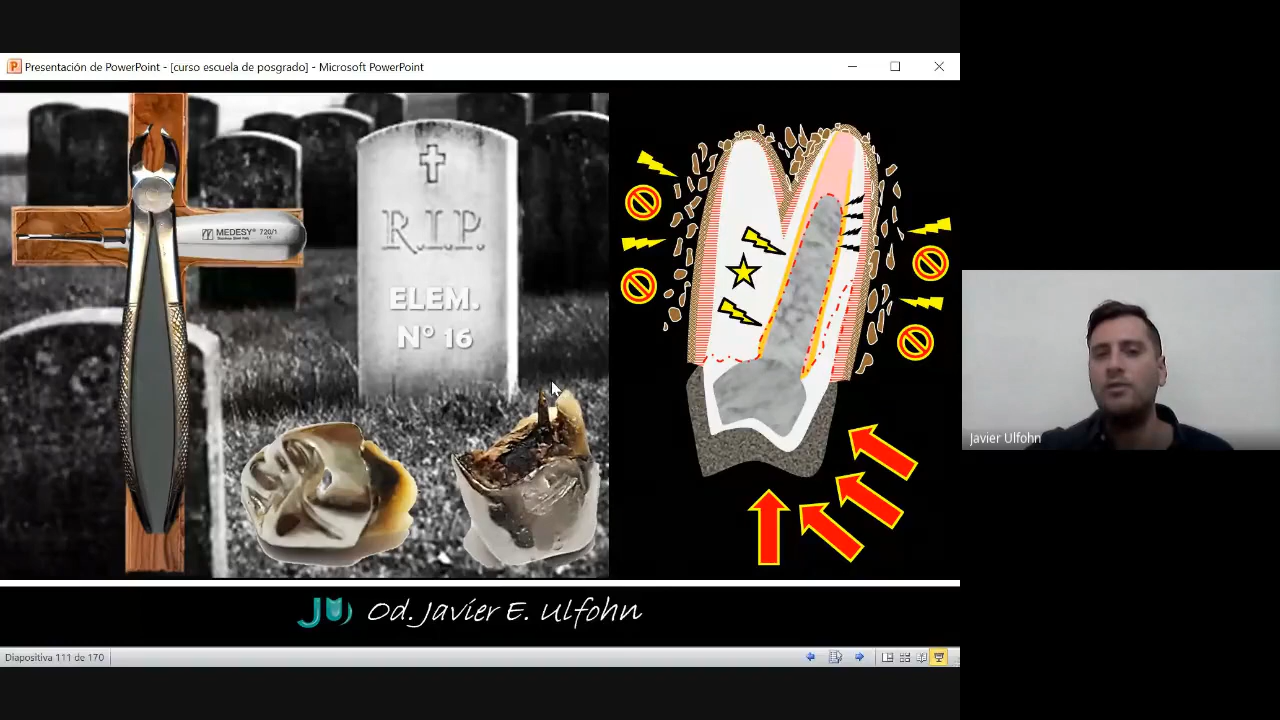 Presentación de PowerPoint - [curso escuela de posgrado] - Microsoft PowerPoint
MEDESY® 720/1
R.I.P.
ELEM.
N° 16
JU Od. Javier E. Ulfohn
Diapositiva 111 de 170
Javier Ulfohn